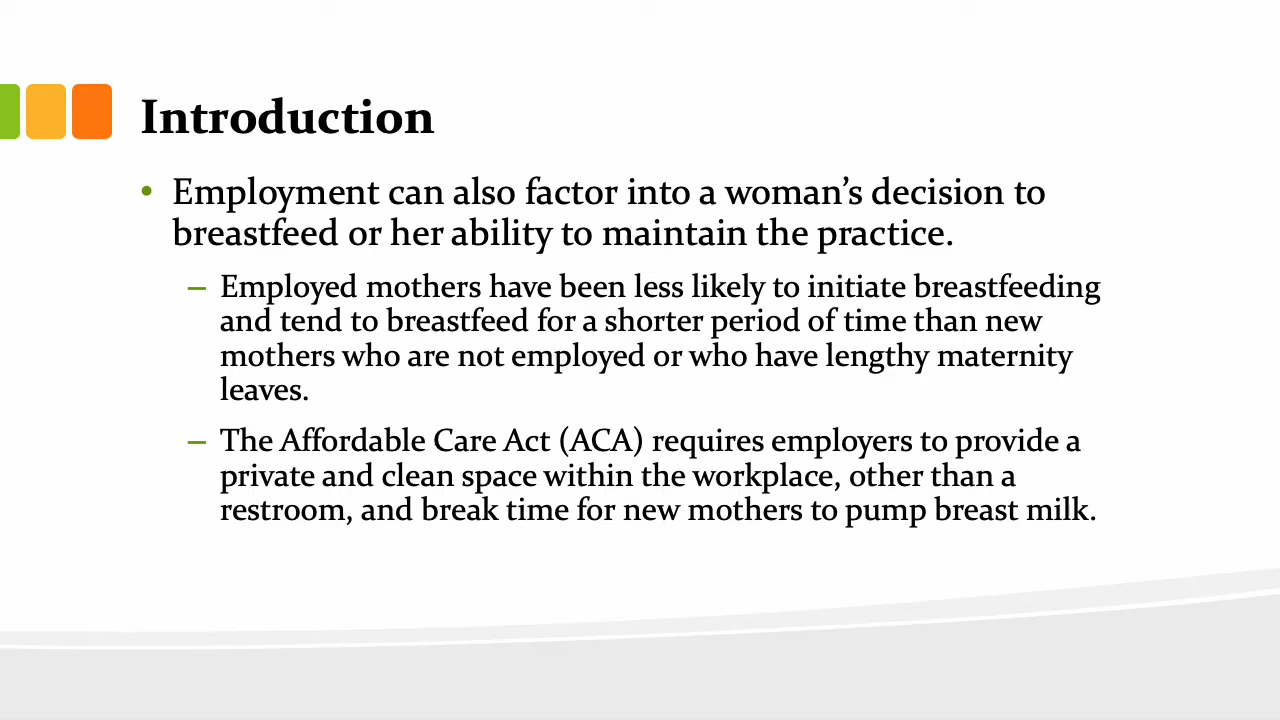 Introduction
• Employment can also factor into a woman’s decision to
breastfeed or her ability to maintain the practice.
– Employed mothers have been less likely to initiate breastfeeding
and tend to breastfeed for a shorter period of time than new
mothers who are not employed or who have lengthy maternity
leaves.
– The Affordable Care Act (ACA) requires employers to provide a
private and clean space within the workplace, other than a
restroom, and break time for new mothers to pump breast milk.